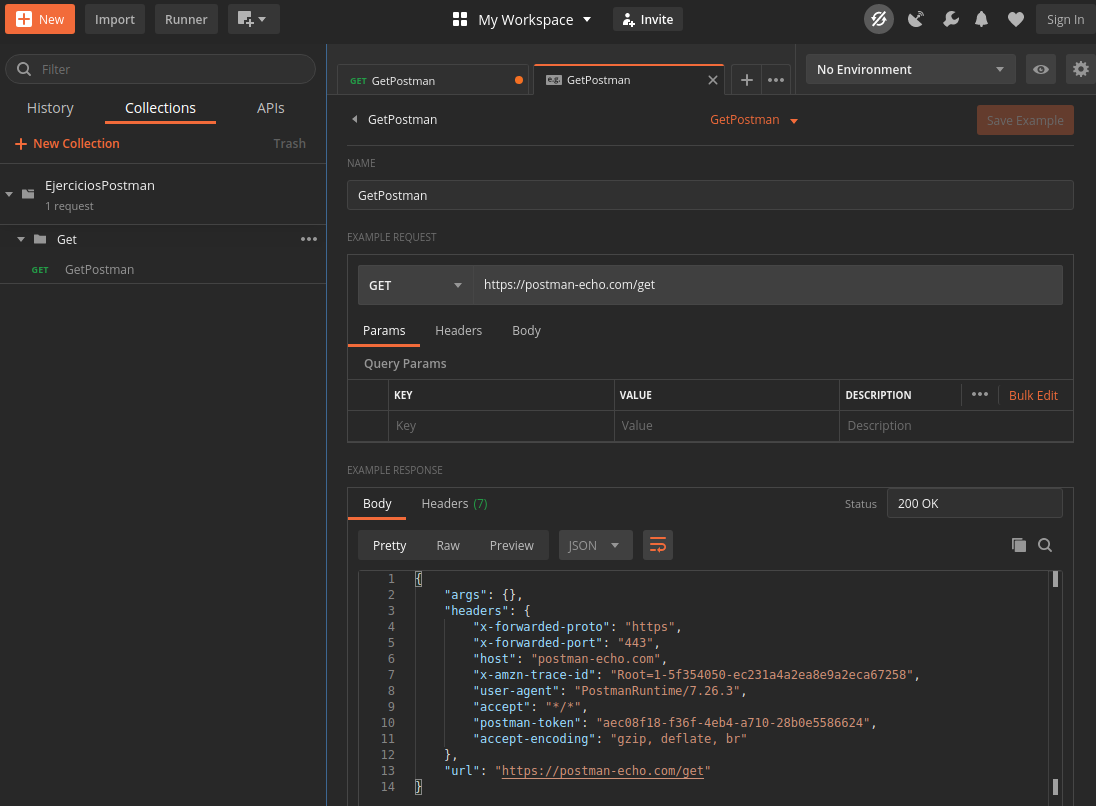 New Import Runner My Workspace Invite Sign In
Filter
History Collections APIs
New Collection Trash
EjerciciosPostman
1 request
Get
GET GetPostman
GET GetPostman e.g. GetPostman No Environment
GetPostman GetPostman Save Example
NAME
GetPostman
EXAMPLE REQUEST
GET https://postman-echo.com/get
Params Headers Body
Query Params
KEY VALUE DESCRIPTION Bulk Edit
Key Value Description
EXAMPLE RESPONSE
Body Headers (7) Status 200 OK
Pretty Raw Preview JSON
1 {
2 "args": {},
3 "headers": {
4 "x-forwarded-proto": "https",
5 "x-forwarded-port": "443",
6 "host": "postman-echo.com",
7 "x-amzn-trace-id": "Root=1-5f354050-ec231a4a2ea8e9a2eca67258",
8 "user-agent": "PostmanRuntime/7.26.3",
9 "accept": "*/*",
10 "postman-token": "aec08f18-f36f-4eb4-a710-28b0e5586624",
11 "accept-encoding": "gzip, deflate, br"
12 },
13 "url": "https://postman-echo.com/get"
14 }